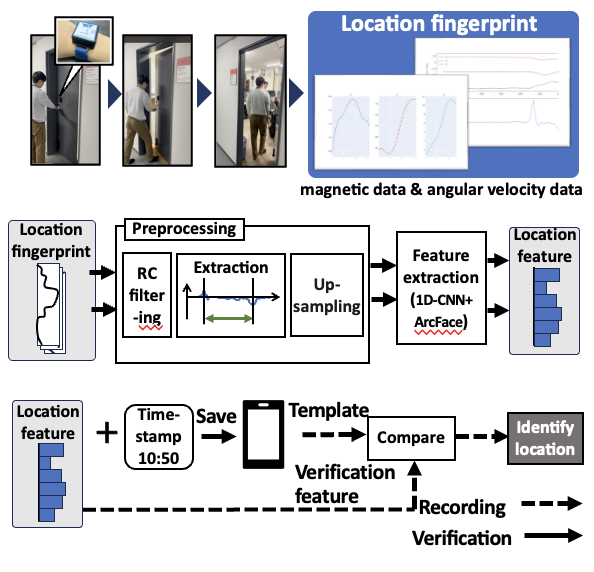 Location fingerprint
magnetic data & angular velocity data
Location
fingerprint
Preprocessing
RC
filter
-ing
Extraction
Up-
sampling
Feature
extraction
(1D-CNN+
ArcFace)
Location
feature
Location
feature
+
Time-
stamp
10:50
Save
Template
Compare
Identify
location
Verification
feature
Recording
Verification